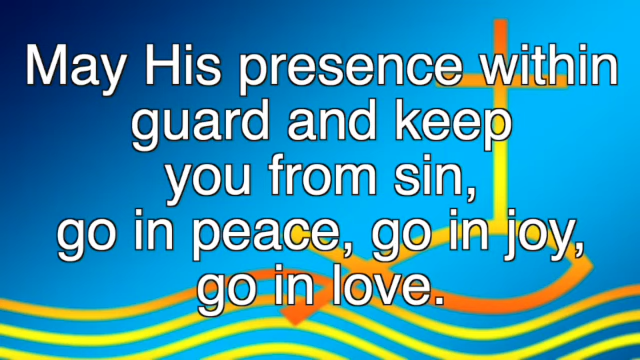 May His presence within
guard and keep
you from sin,
go in peace, go in joy,
go in love.